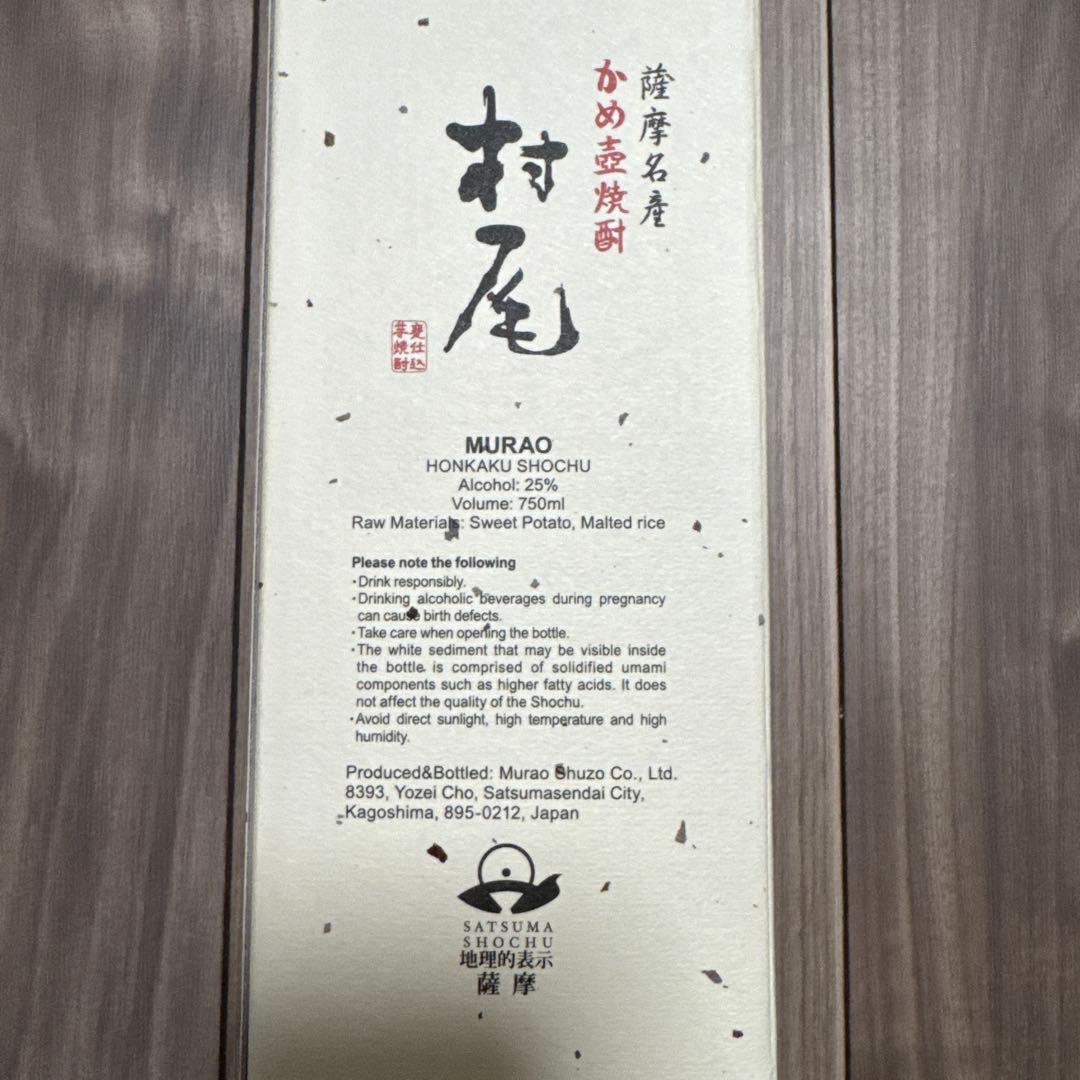 薩摩名産
かめ壺焼酎
村尾
甕仕込
芋焼酎
MURAO
HONKAKU SHOCHU
Alcohol: 25%
Volume: 750ml
Raw Materials: Sweet Potato, Malted rice
Please note the following
・Drink responsibly.
・Drinking alcoholic beverages during pregnancy
can cause birth defects.
・Take care when opening the bottle.
・The white sediment that may be visible inside
the bottle is comprised of solidified umami
components such as higher fatty acids. It does
not affect the quality of the Shochu.
・Avoid direct sunlight, high temperature and high
humidity.
Produced&Bottled: Murao Shuzo Co., Ltd.
8393, Yozei Cho, Satsumasendai City,
Kagoshima, 895-0212, Japan
SATSUMA
SHOCHU
地理的表示
薩摩